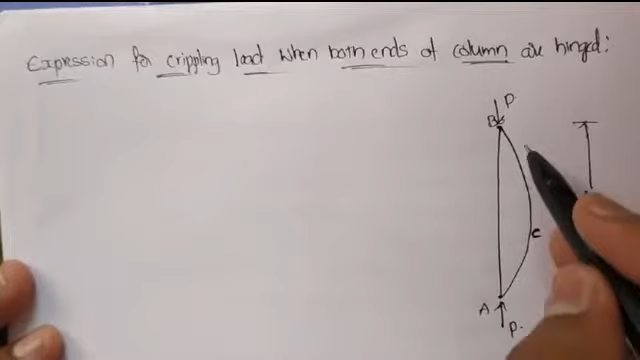 Expression for crippling load when both ends of column are hinged:
P
B
C
A
P.